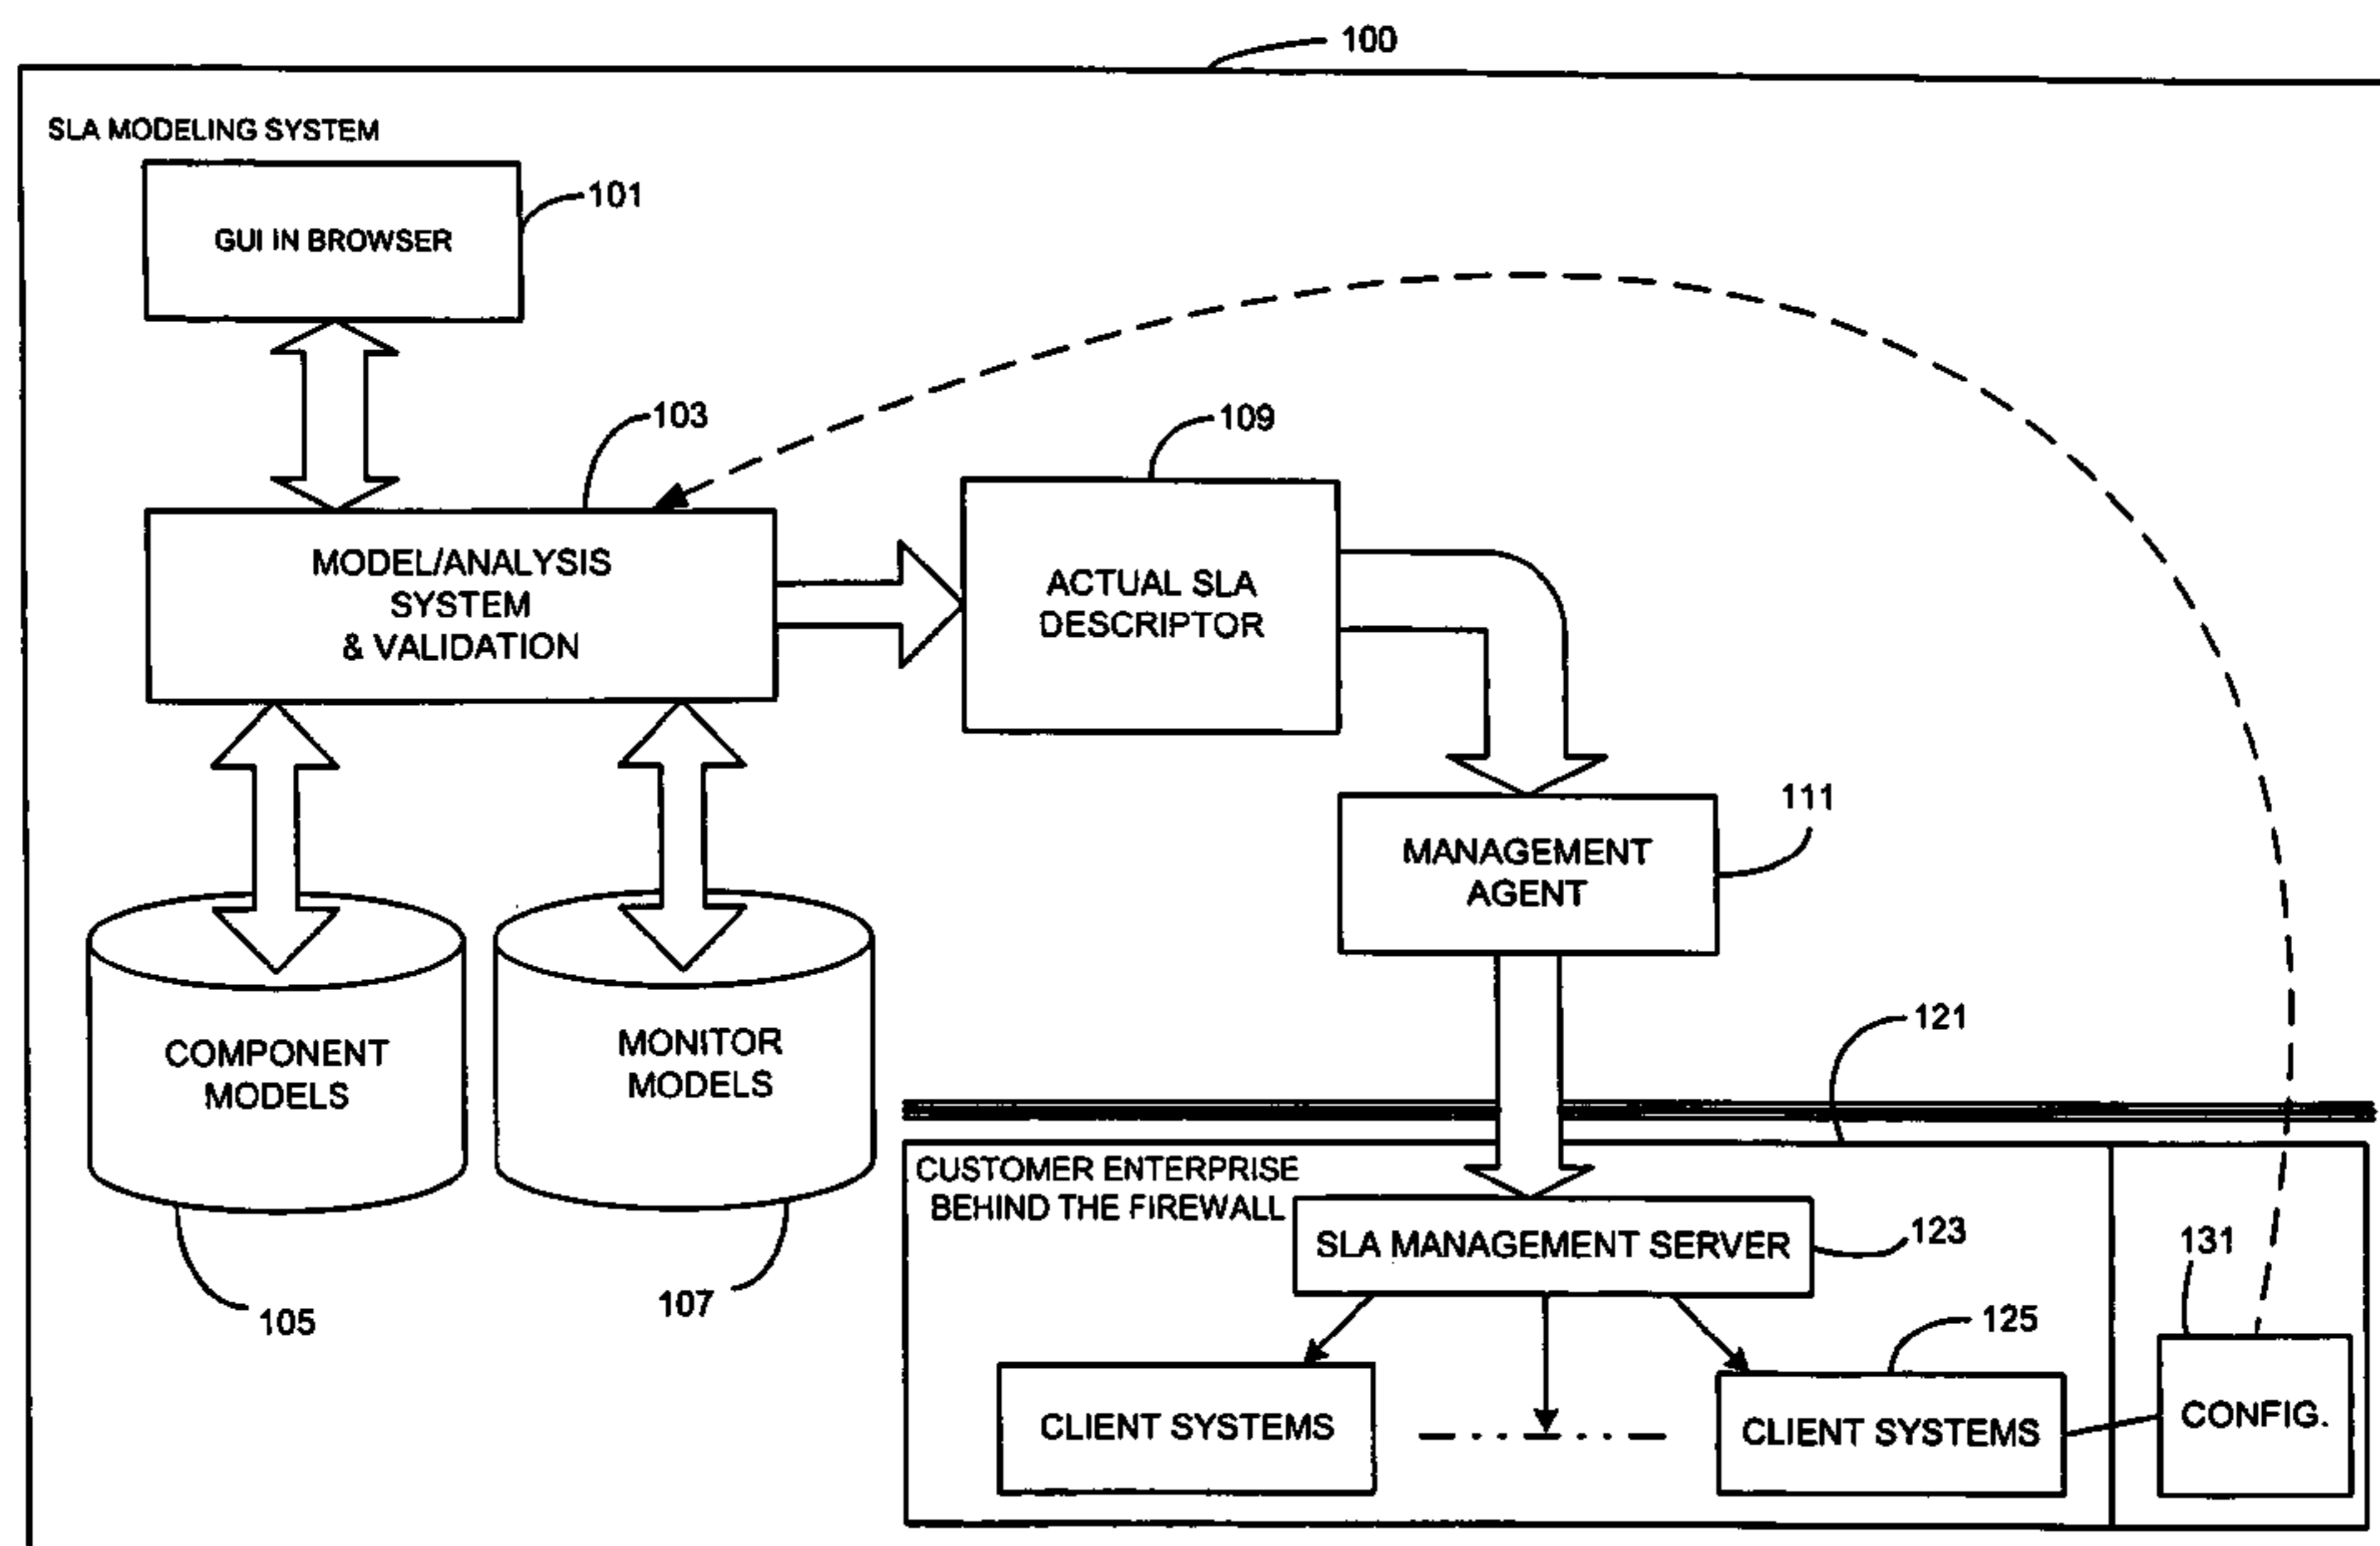 100
SLA MODELING SYSTEM
GUI IN BROWSER
101
103
109
MODEL/ANALYSIS
SYSTEM
& VALIDATION
ACTUAL SLA
DESCRIPTOR
111
MANAGEMENT
AGENT
COMPONENT
MODELS
MONITOR
MODELS
105
107
121
CUSTOMER ENTERPRISE
BEHIND THE FIREWALL
SLA MANAGEMENT SERVER
123
131
125
CLIENT SYSTEMS
CLIENT SYSTEMS
CONFIG.